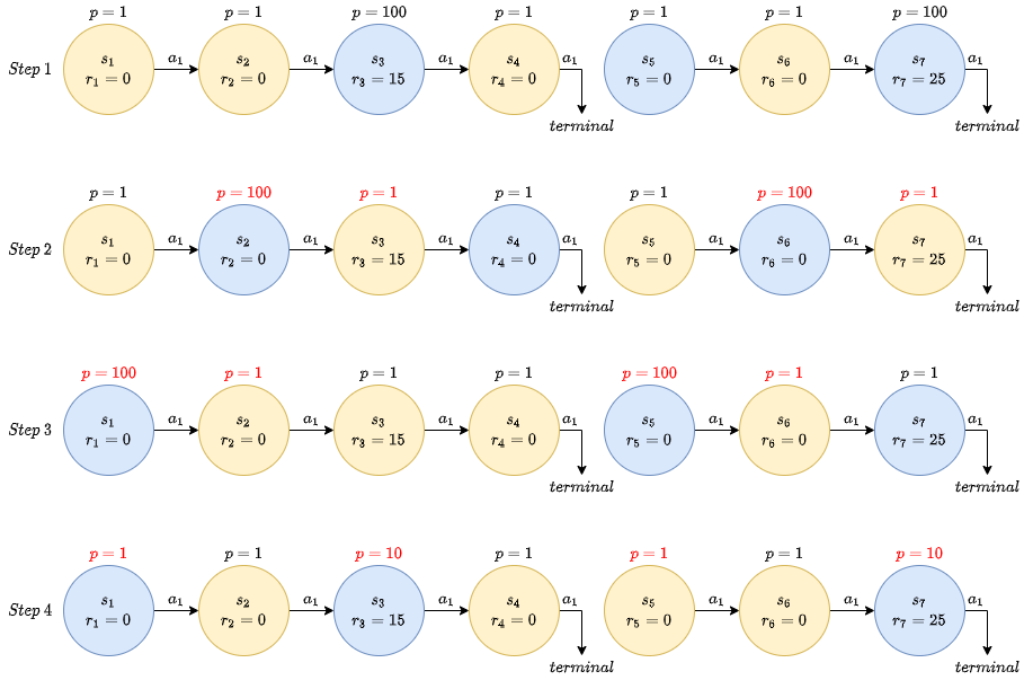 p = 1 p = 1 p = 100 p = 1 p = 1 p = 1 p = 100
Step 1 s₁ a₁ s₂ a₁ s₃ a₁ s₄ a₁ s₅ a₁ s₆ a₁ s₇ a₁
r₁ = 0 r₂ = 0 r₃ = 15 r₄ = 0 r₅ = 0 r₆ = 0 r₇ = 25
terminal terminal
p = 1 p = 100 p = 1 p = 1 p = 1 p = 100 p = 1
Step 2 s₁ a₁ s₂ a₁ s₃ a₁ s₄ a₁ s₅ a₁ s₆ a₁ s₇ a₁
r₁ = 0 r₂ = 0 r₃ = 15 r₄ = 0 r₅ = 0 r₆ = 0 r₇ = 25
terminal terminal
p = 100 p = 1 p = 1 p = 1 p = 100 p = 1 p = 1
Step 3 s₁ a₁ s₂ a₁ s₃ a₁ s₄ a₁ s₅ a₁ s₆ a₁ s₇ a₁
r₁ = 0 r₂ = 0 r₃ = 15 r₄ = 0 r₅ = 0 r₆ = 0 r₇ = 25
terminal terminal
p = 1 p = 1 p = 10 p = 1 p = 1 p = 1 p = 10
Step 4 s₁ a₁ s₂ a₁ s₃ a₁ s₄ a₁ s₅ a₁ s₆ a₁ s₇ a₁
r₁ = 0 r₂ = 0 r₃ = 15 r₄ = 0 r₅ = 0 r₆ = 0 r₇ = 25
terminal terminal